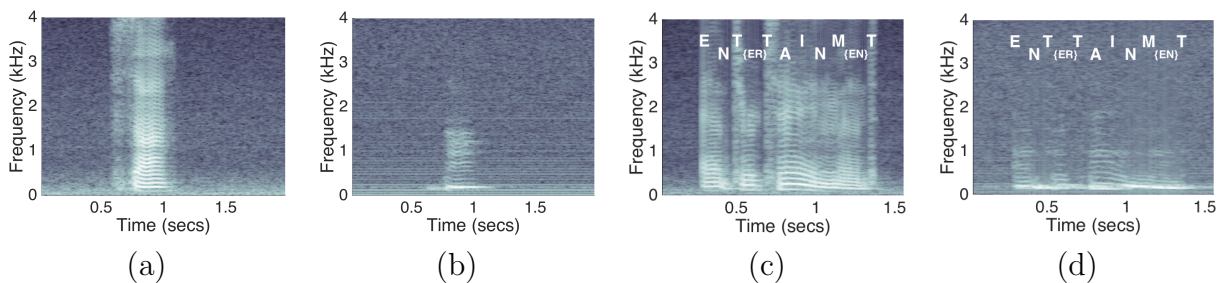 4
3
2
1
0
Frequency (kHz)
0.5 1 1.5
Time (secs)
(a)
4
3
2
1
0
Frequency (kHz)
0.5 1 1.5
Time (secs)
(b)
4
3
2
1
0
Frequency (kHz)
E N T {ER} T A I N M {EN} T
0.5 1 1.5
Time (secs)
(c)
4
3
2
1
0
Frequency (kHz)
E N T {ER} T A I N M {EN} T
0.5 1 1.5
Time (secs)
(d)